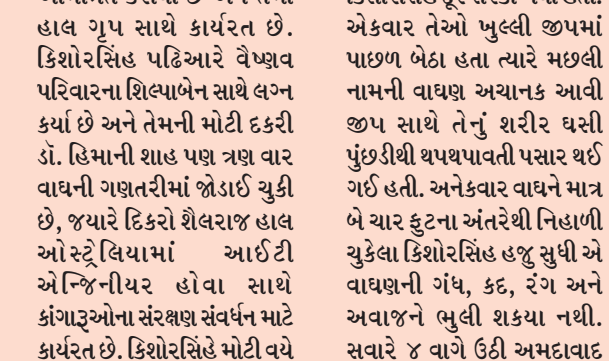 હાલ ગૃપ સાથે કાર્યરત છે.
કિશોરસિંહ પઢિઆરે વૈષ્ણવ
પરિવારના શિલ્પાબેન સાથે લગ્ન
કર્યા છે અને તેમની મોટી દકરી
ડૉ. હિમાની શાહ પણ ત્રણ વાર
વાઘની ગણતરીમાં જોડાઈ ચુકી
છે, જયારે દિકરો શૈલરાજ હાલ
ઓસ્ટ્રેલિયામાં આઈટી
એન્જિનીયર હોવા સાથે
કાંગારૂઓના સંરક્ષણ સંવર્ધન માટે
કાર્યરત છે. કિશોરસિંહે મોટી વયે
એકવાર તેઓ ખુલ્લી જીપમાં
પાછળ બેઠા હતા ત્યારે મછલી
નામની વાઘણ અચાનક આવી
જીપ સાથે તેનું શરીર ઘસી
પુંછડીથી થપથપાવતી પસાર થઈ
ગઈ હતી. અનેકવાર વાઘને માત્ર
બે ચાર ફુટના અંતરેથી નિહાળી
ચુકેલા કિશોરસિંહ હજુ સુધી એ
વાઘણની ગંધ, કદ, રંગ અને
અવાજને ભુલી શકયા નથી.
સવારે ૪ વાગે ઉઠી અમદાવાદ